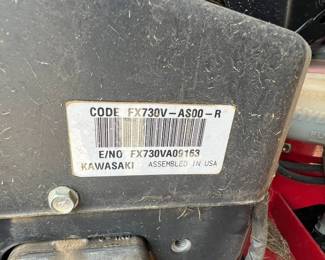 CODE FX730V-AS00-R
E/NO FX730VA09163
KAWASAKI ASSEMBLED IN USA